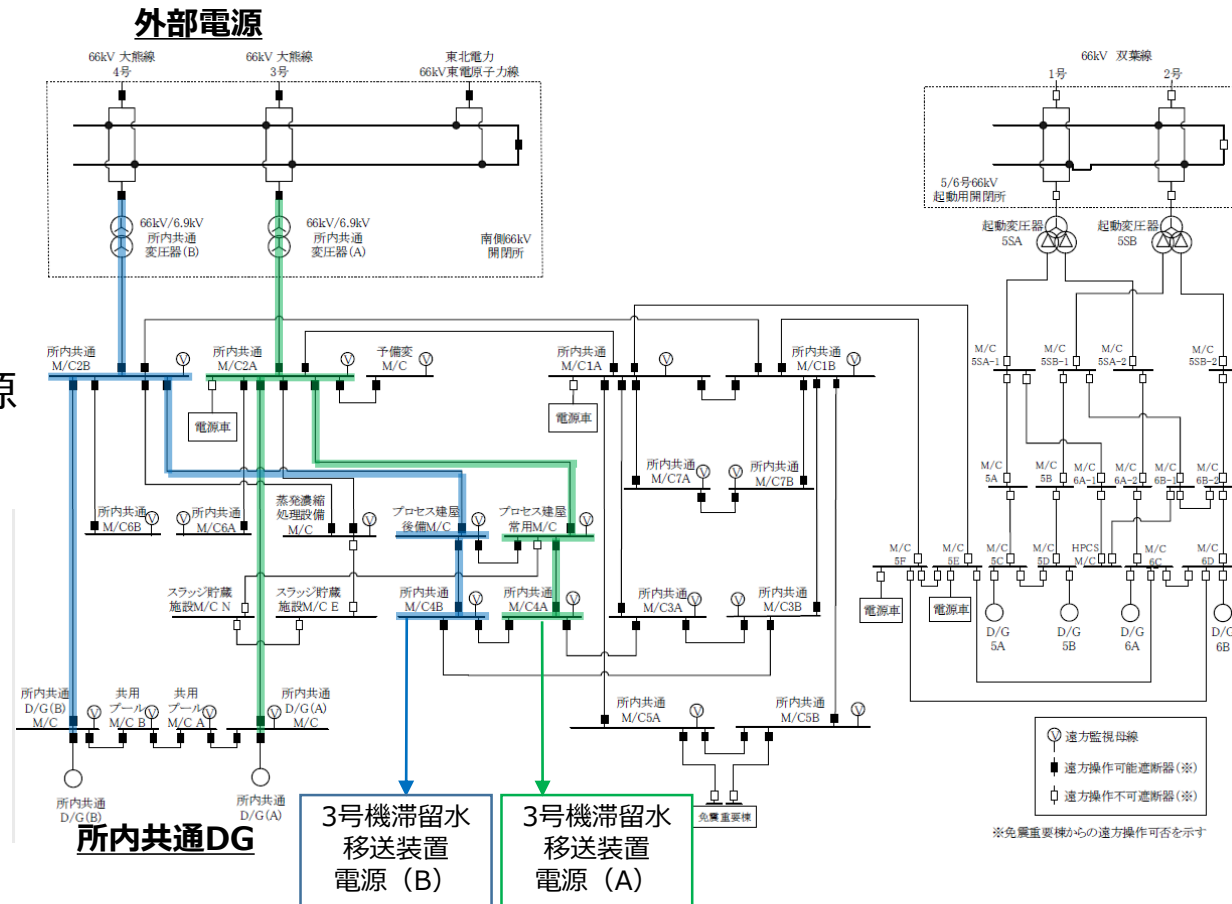 外部電源
66kV 大熊線
4号
66kV 大熊線
3号
東北電力
66kV東電原子力線
66kV/6.9kV
所内共通
変圧器(B)
66kV/6.9kV
所内共通
変圧器(A)
南側66kV
開閉所
66kV 双葉線
1号
2号
5/6号66kV
起動用開閉所
起動変圧器
5SA
起動変圧器
5SB
源
所内共通
M/C2B
V
所内共通
M/C2A
V
予備変
M/C
V
所内共通
M/C1A
V
所内共通
M/C1B
V
電源車
電源車
M/C
5SA-1
M/C
5SB-1
M/C
5SA-2
M/C
5SB-2
所内共通
M/C6B
V
V
所内共通
M/C6A
蒸発濃縮
処理設備
M/C
V
プロセス建屋
後備M/C
V
プロセス建屋
常用M/C
V
所内共通
M/C7A
V
V
所内共通
M/C7B
M/C
5A
M/C
5B
M/C
6A-1
M/C
6A-2
M/C
6B-1
M/C
6B-2
スラッジ貯蔵
施設M/C N
スラッジ貯蔵
施設M/C E
所内共通
M/C4B
V
所内共通
M/C4A
V
所内共通
M/C3A
V
V
所内共通
M/C3B
M/C
5F
M/C
5E
M/C
5C
M/C
5D
HPCS
M/C
M/C
6C
M/C
6D
電源車
電源車
D/G
5A
D/G
5B
D/G
6A
D/G
6B
所内共通
D/G(B)
M/C
V
共用
プール
M/C B
V
共用
プール
M/C A
V
所内共通
D/G(A)
M/C
V
所内共通
M/C5A
V
所内共通
M/C5B
V
所内共通
D/G(B)
所内共通
D/G(A)
所内共通DG
3号機滞留水
移送装置
電源（B）
3号機滞留水
移送装置
電源（A）
免震重要棟
V 遠方監視母線
遠方操作可能遮断器(※)
遠方操作不可遮断器(※)
※免震重要棟からの遠方操作可否を示す